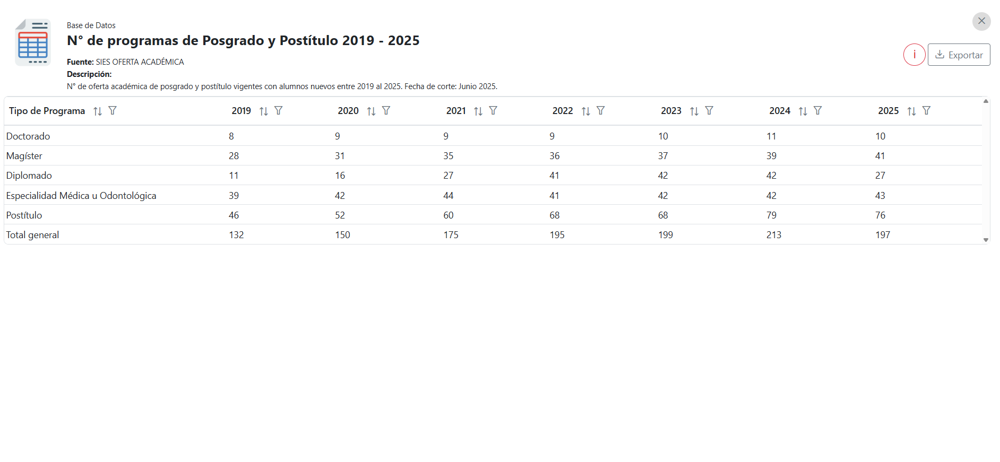 Base de Datos
N° de programas de Posgrado y Postítulo 2019 - 2025
Fuente: SIES OFERTA ACADÉMICA
Descripción:
N° de oferta académica de posgrado y postítulo vigentes con alumnos nuevos entre 2019 al 2025. Fecha de corte: Junio 2025.
i Exportar
Tipo de Programa 2019 2020 2021 2022 2023 2024 2025
Doctorado 8 9 9 9 10 11 10
Magíster 28 31 35 36 37 39 41
Diplomado 11 16 27 41 42 42 27
Especialidad Médica u Odontológica 39 42 44 41 42 42 43
Postítulo 46 52 60 68 68 79 76
Total general 132 150 175 195 199 213 197